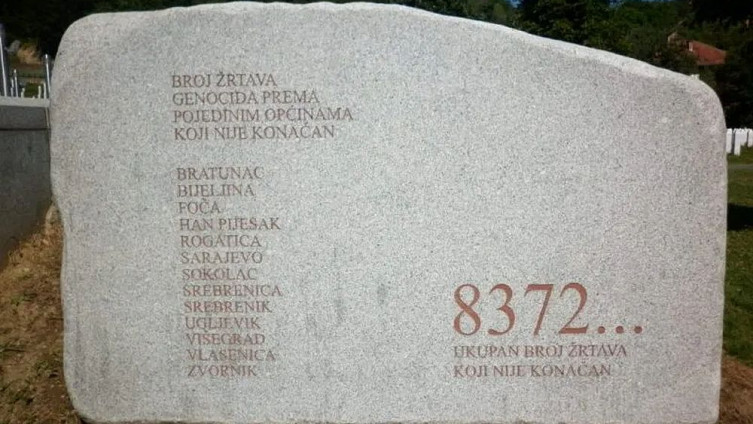 BROJ ŽRTAVA
GENOCIDA PREMA
POJEDINIM OPĆINAMA
KOJI NIJE KONAČAN
BRATUNAC
BIJELJINA
FOČA
HAN PIJESAK
ROGATICA
SARAJEVO
SOKOLAC
SREBRENICA
SREBRENIK
UGLJEVIK
VIŠEGRAD
VLASENICA
ZVORNIK
8372...
UKUPAN BROJ ŽRTAVA
KOJI NIJE KONAČAN